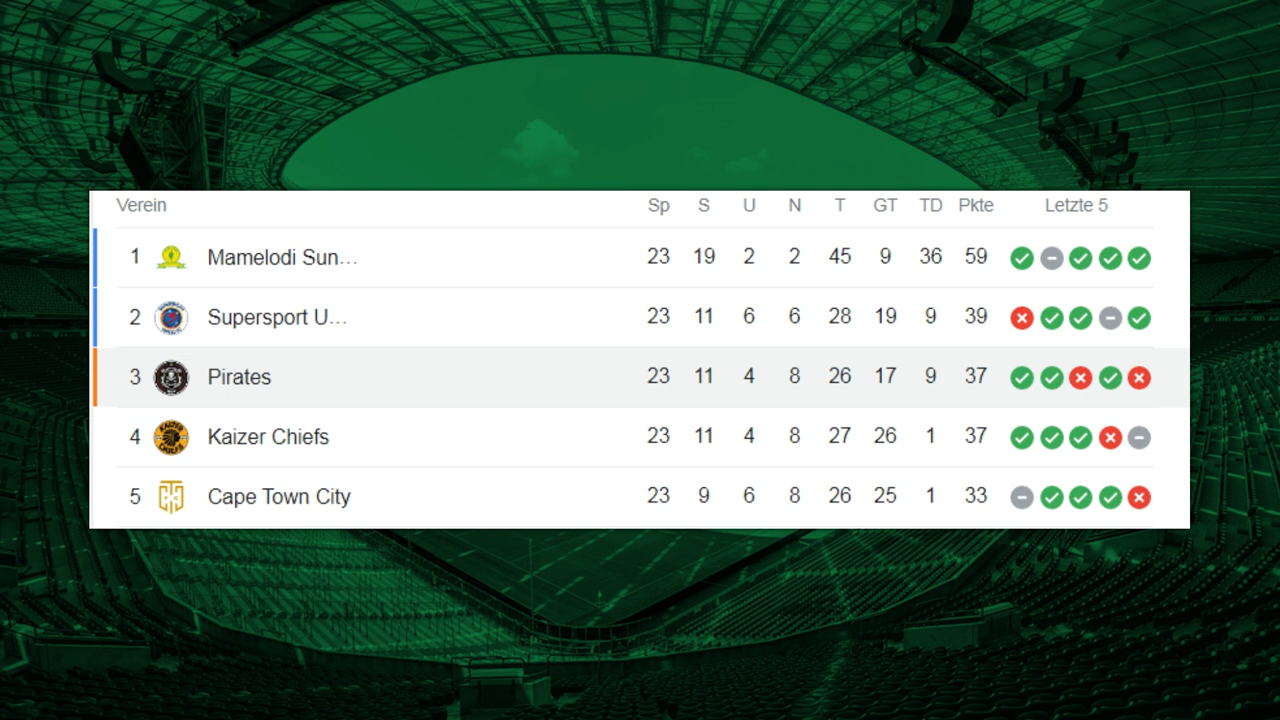 Verein Sp S U N T GT TD Pkte Letzte 5
1 Mamelodi Sun... 23 19 2 2 45 9 36 59
2 Supersport U... 23 11 6 6 28 19 9 39
3 Pirates 23 11 4 8 26 17 9 37
4 KAIZER CHIEFS Kaizer Chiefs 23 11 4 8 27 26 1 37
5 Cape Town City 23 9 6 8 26 25 1 33